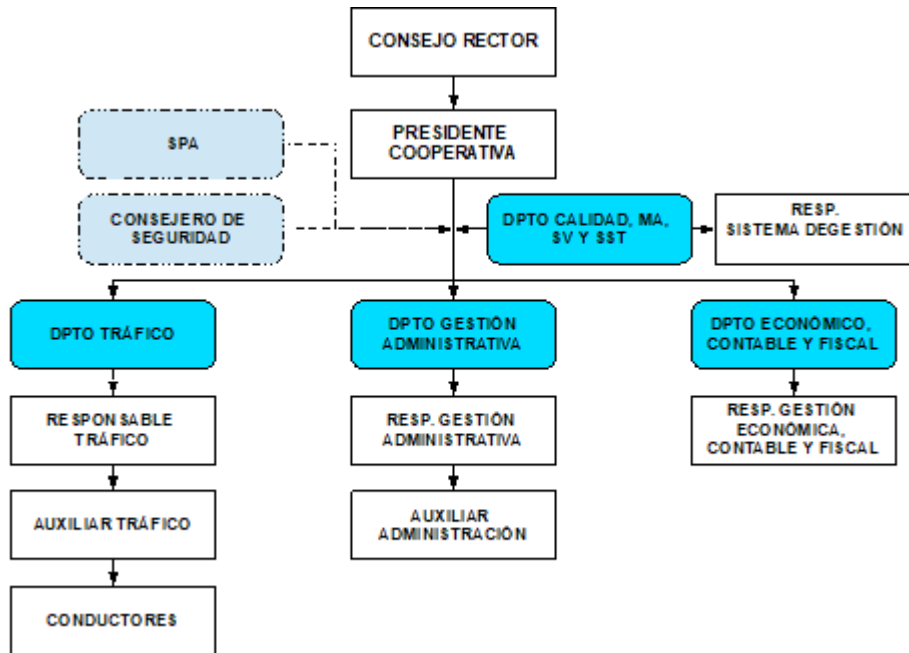 CONSEJO RECTOR
PRESIDENTE
COOPERATIVA
SPA
CONSEJERO DE
SEGURIDAD
DPTO CALIDAD, MA,
SV Y SST
RESP.
SISTEMA DEGESTIÓN
DPTO TRÁFICO
DPTO GESTIÓN
ADMINISTRATIVA
DPTO ECONÓMICO,
CONTABLE Y FISCAL
RESPONSABLE
TRÁFICO
RESP. GESTIÓN
ADMINISTRATIVA
RESP. GESTIÓN
ECONÓMICA,
CONTABLE Y FISCAL
AUXILIAR TRÁFICO
AUXILIAR
ADMINISTRACIÓN
CONDUCTORES